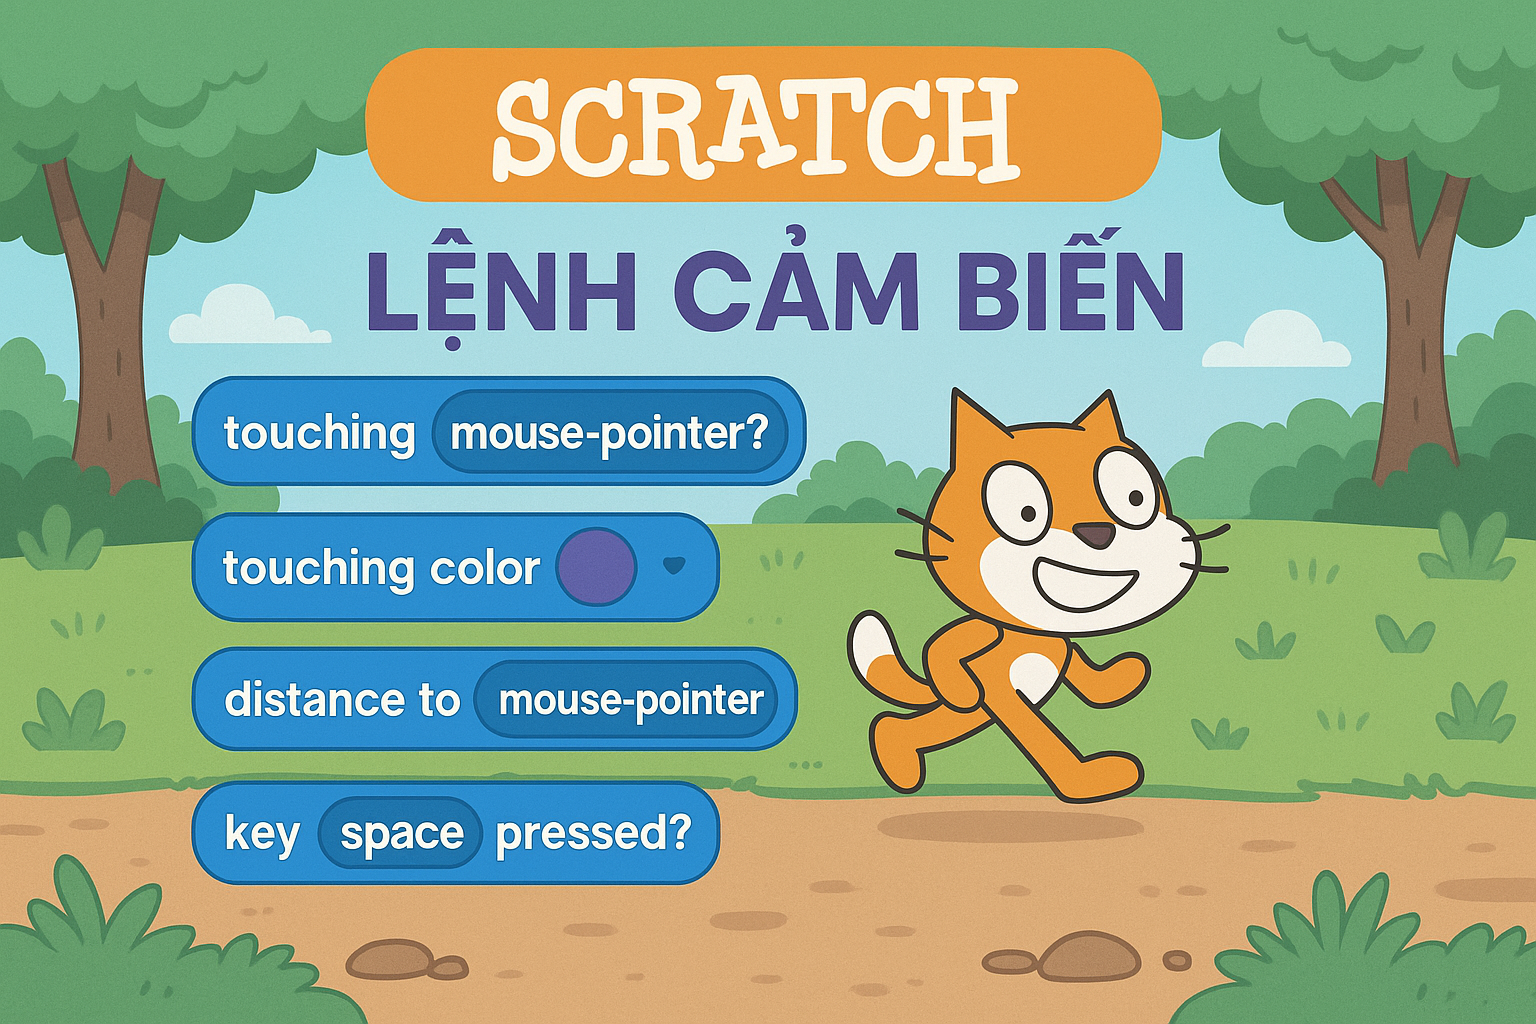 SCRATCH
LỆNH CẢM BIẾN
touching mouse-pointer?
touching color
distance to mouse-pointer
key space pressed?